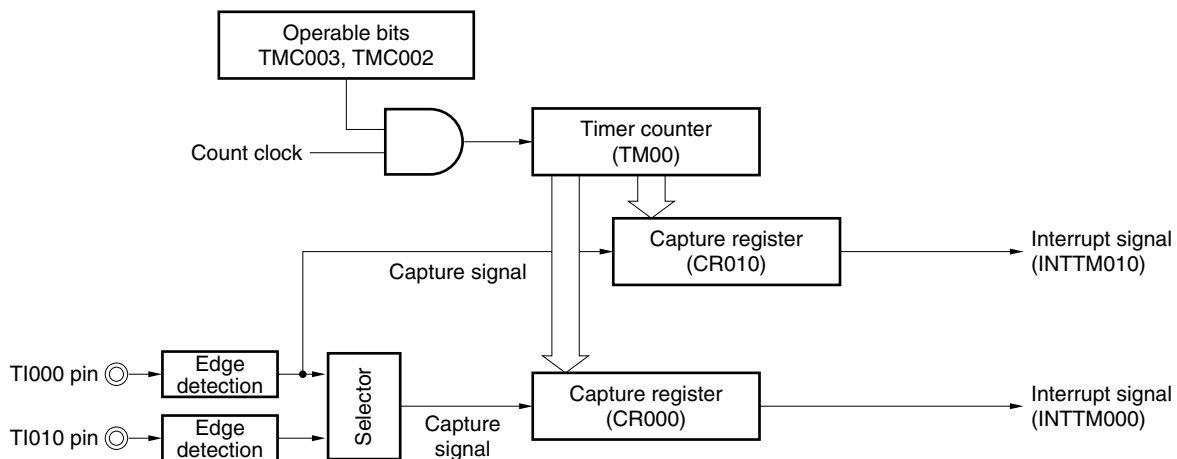 Operable bits
TMC003, TMC002
Count clock
Timer counter
(TM00)
Capture register
(CR010)
Interrupt signal
(INTTM010)
Capture signal
TI000 pin
Edge
detection
Selector
Capture register
(CR000)
Interrupt signal
(INTTM000)
TI010 pin
Edge
detection
Capture
signal